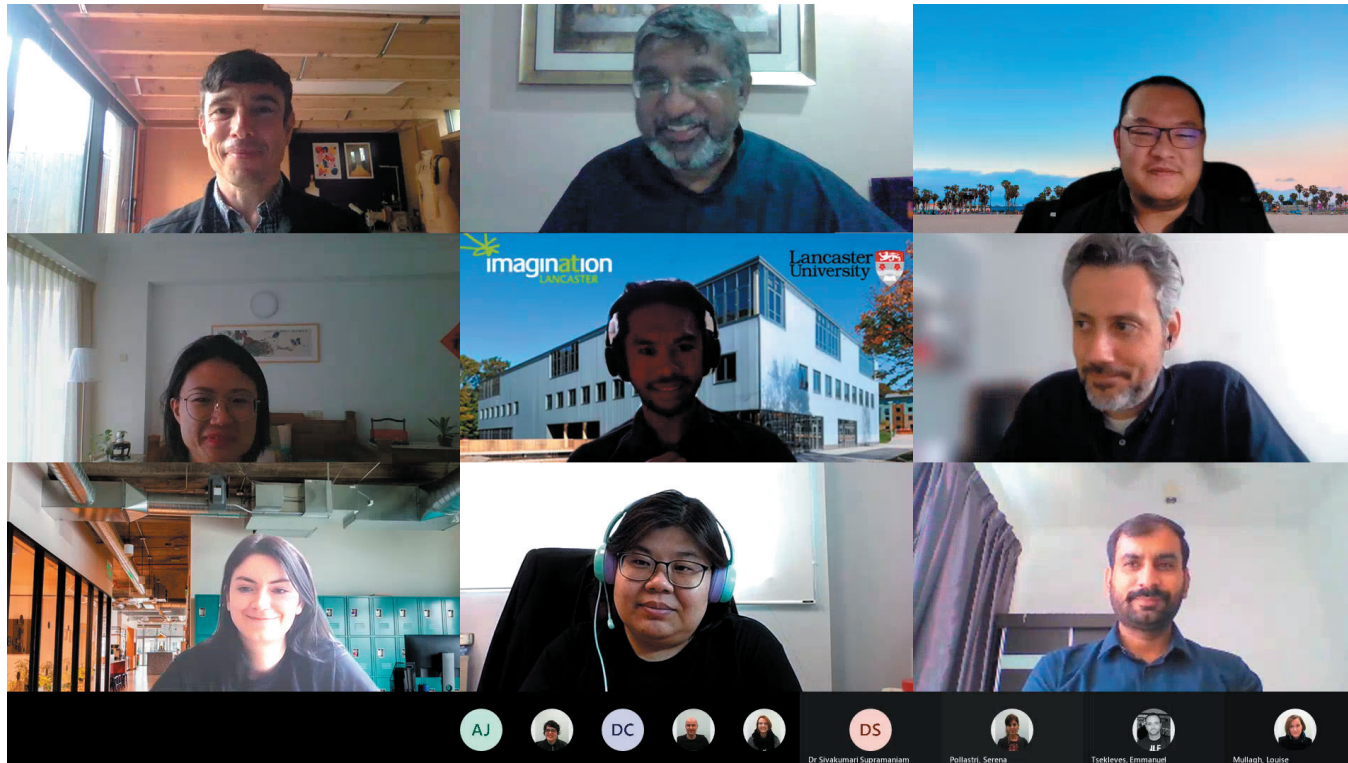 imagination
LANCASTER
Lancaster
University
AJ
DC
DS
Dr Sivakumari Supramaniam
Pollastri, Serena
Tsekleves, Emmanuel
Mullagh, Louise